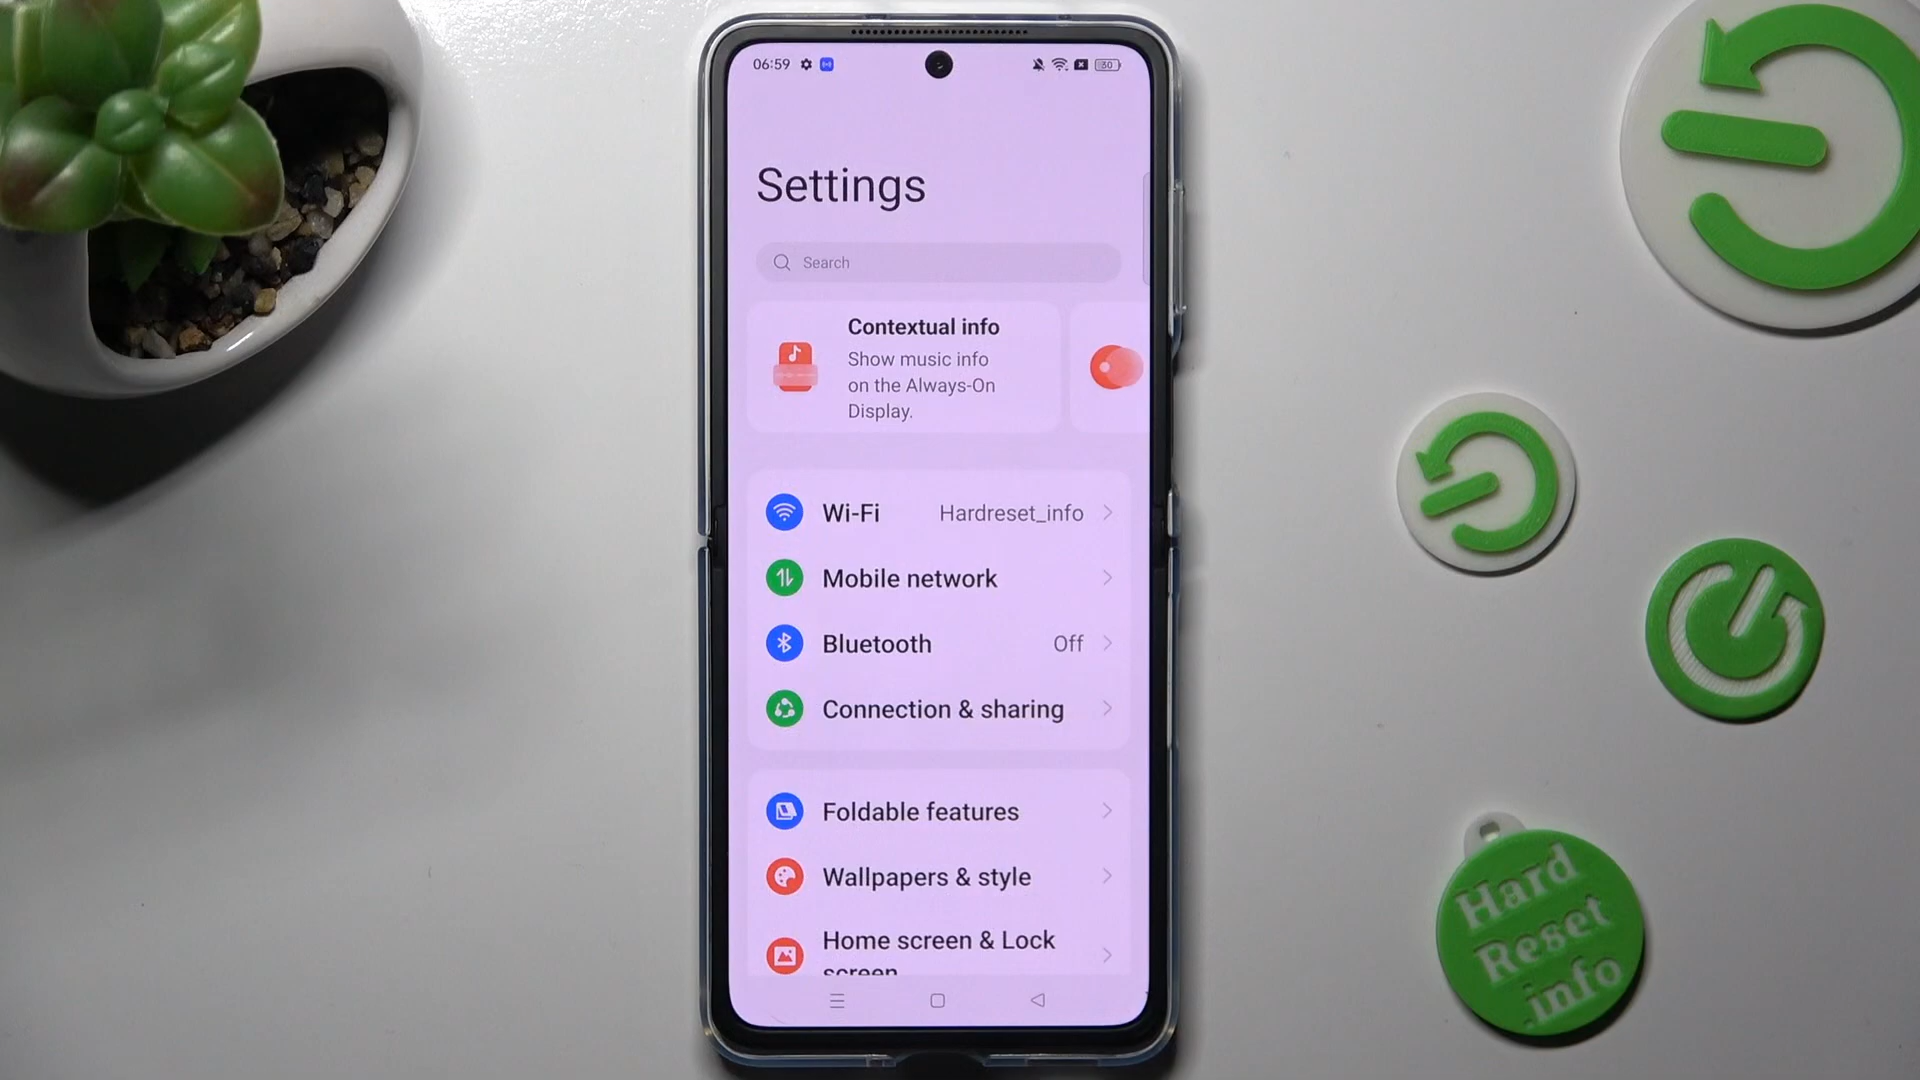 06:59
30
Settings
Search
Contextual info
Show music info
on the Always-On
Display.
Wi-Fi Hardreset_info
Mobile network
Bluetooth Off
Connection & sharing
Foldable features
Wallpapers & style
Home screen & Lock
screen
Hard
Reset
.info